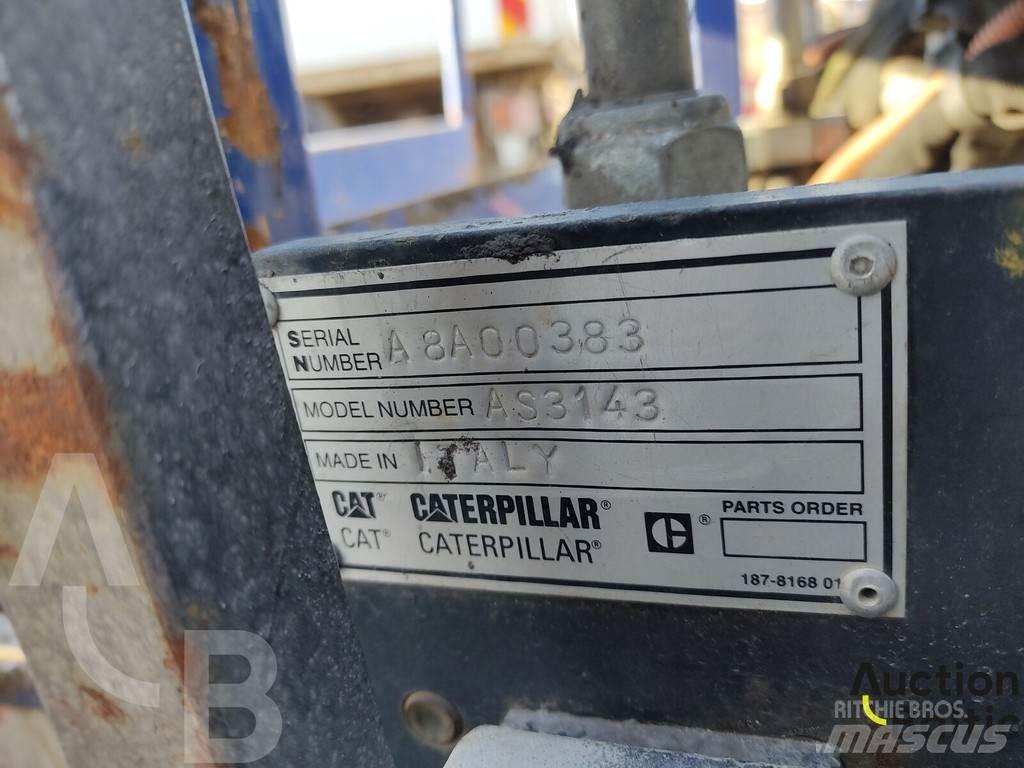 SERIAL NUMBER A8A00383
MODEL NUMBER AS3143
MADE IN ITALY
CAT® CATERPILLAR® ®
CAT® CATERPILLAR®
PARTS ORDER
187-8168 01
A
B
Auction
RITCHIE BROS.
MASCUS